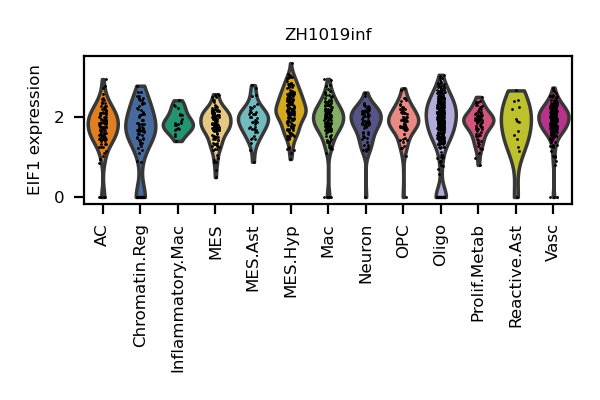 ZH1019inf
EIF1 expression
2
0
AC
Chromatin.Reg
Inflammatory.Mac
MES
MES.Ast
MES.Hyp
Mac
Neuron
OPC
Oligo
Prolif.Metab
Reactive.Ast
Vasc